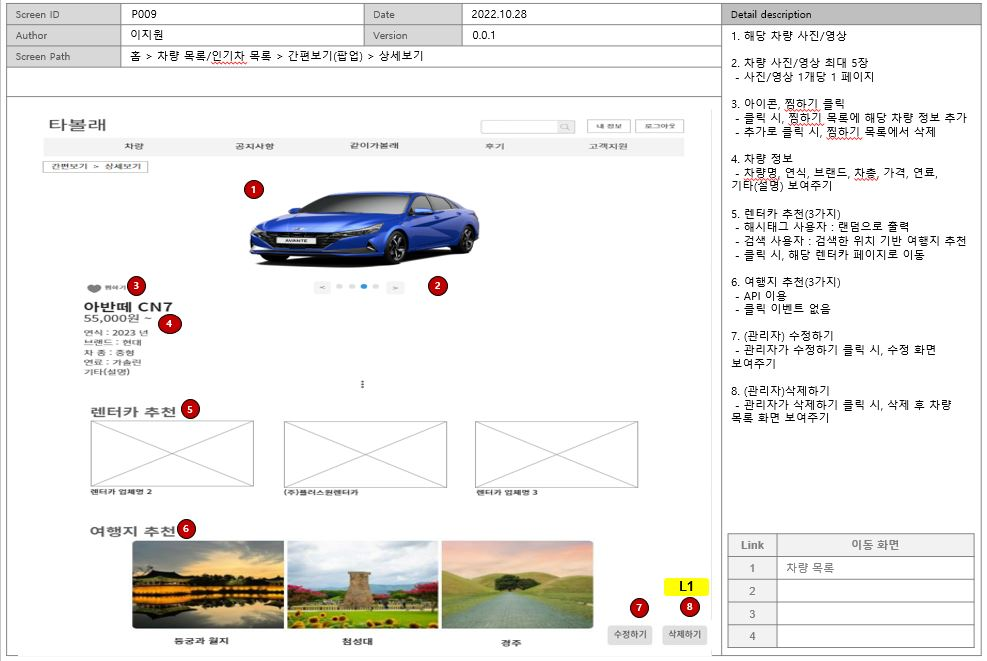 Screen ID P009 Date 2022.10.28
Author 이지원 Version 0.0.1
Screen Path 홈 > 차량 목록/인기차 목록 > 간편보기(팝업) > 상세보기
타볼래
내 정보 로그아웃
차량 공지사항 같이가볼래 후기 고객지원
간편보기 > 상세보기
1
AVANTE
< > 2
찜하기 3
아반떼 CN7
55,000원 ~
4
연식 : 2023 년
브랜드 : 현대
차 종 : 중형
연료 : 가솔린
기타(설명)
렌터카 추천 5
렌터카 업체명 2 (주)플러스원렌터카 렌터카 업체명 3
여행지 추천 6
동궁과 월지 첨성대 경주
L1
7 8
수정하기 삭제하기
Detail description
1. 해당 차량 사진/영상
2. 차량 사진/영상 최대 5장
- 사진/영상 1개당 1 페이지
3. 아이콘, 찜하기 클릭
- 클릭 시, 찜하기 목록에 해당 차량 정보 추가
- 추가로 클릭 시, 찜하기 목록에서 삭제
4. 차량 정보
- 차량명, 연식, 브랜드, 차종, 가격, 연료,
기타(설명) 보여주기
5. 렌터카 추천(3가지)
- 해시태그 사용자 : 랜덤으로 출력
- 검색 사용자 : 검색한 위치 기반 여행지 추천
- 클릭 시, 해당 렌터카 페이지로 이동
6. 여행지 추천(3가지)
- API 이용
- 클릭 이벤트 없음
7. (관리자) 수정하기
- 관리자가 수정하기 클릭 시, 수정 화면
보여주기
8. (관리자)삭제하기
- 관리자가 삭제하기 클릭 시, 삭제 후 차량
목록 화면 보여주기
Link 이동 화면
1 차량 목록
2
3
4